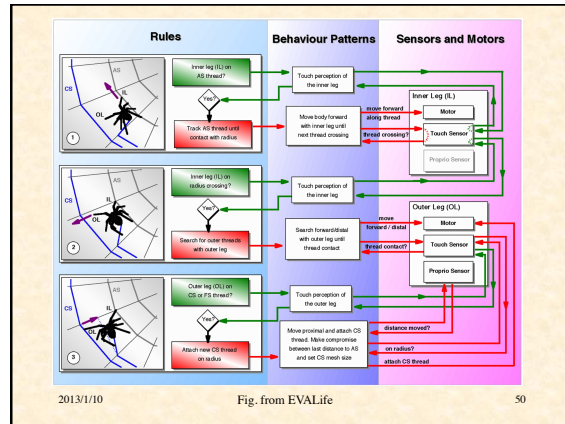 Rules
Behaviour Patterns
Sensors and Motors
AS
CS
IL
OL
1
Inner leg (IL) on
AS thread?
Yes?
Track AS thread until
contact with radius
Touch perception of
the inner leg
Move body forward
with inner leg until
next thread crossing
move forward
along thread
thread crossing?
Inner Leg (IL)
Motor
Touch Sensor
Proprio Sensor
AS
CS
IL
OL
2
Inner leg (IL) on
radius crossing?
Yes?
Search for outer threads
with outer leg
Touch perception of
the inner leg
Search forward/distal
with outer leg until
thread contact
move
forward / distal
thread contact?
Outer Leg (OL)
Motor
Touch Sensor
Proprio Sensor
AS
CS
IL
OL
3
Outer leg (OL) on
CS or FS thread?
Yes?
Attach new CS thread
on radius
Touch perception of
the outer leg
Move proximal and attach CS
thread. Make compromise
between last distance to AS
and set CS mesh size
distance moved?
on radius?
attach CS thread
2013/1/10
Fig. from EVALife
50